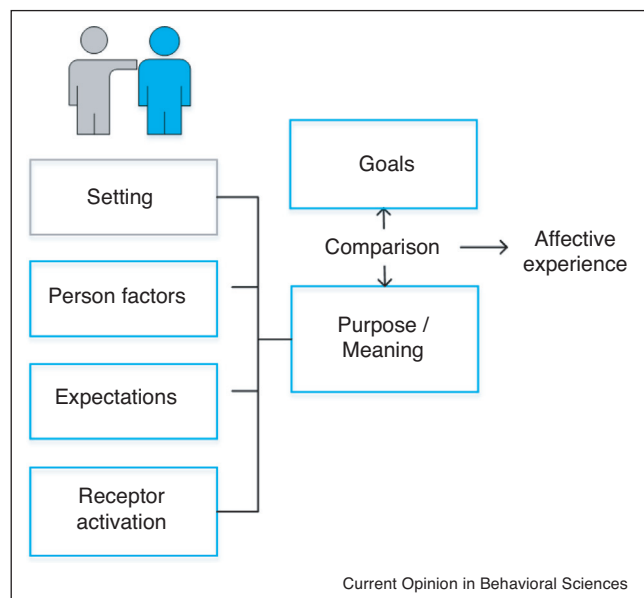 Setting
Person factors
Expectations
Receptor
activation
Goals
Comparison
Purpose /
Meaning
Affective
experience
Current Opinion in Behavioral Sciences